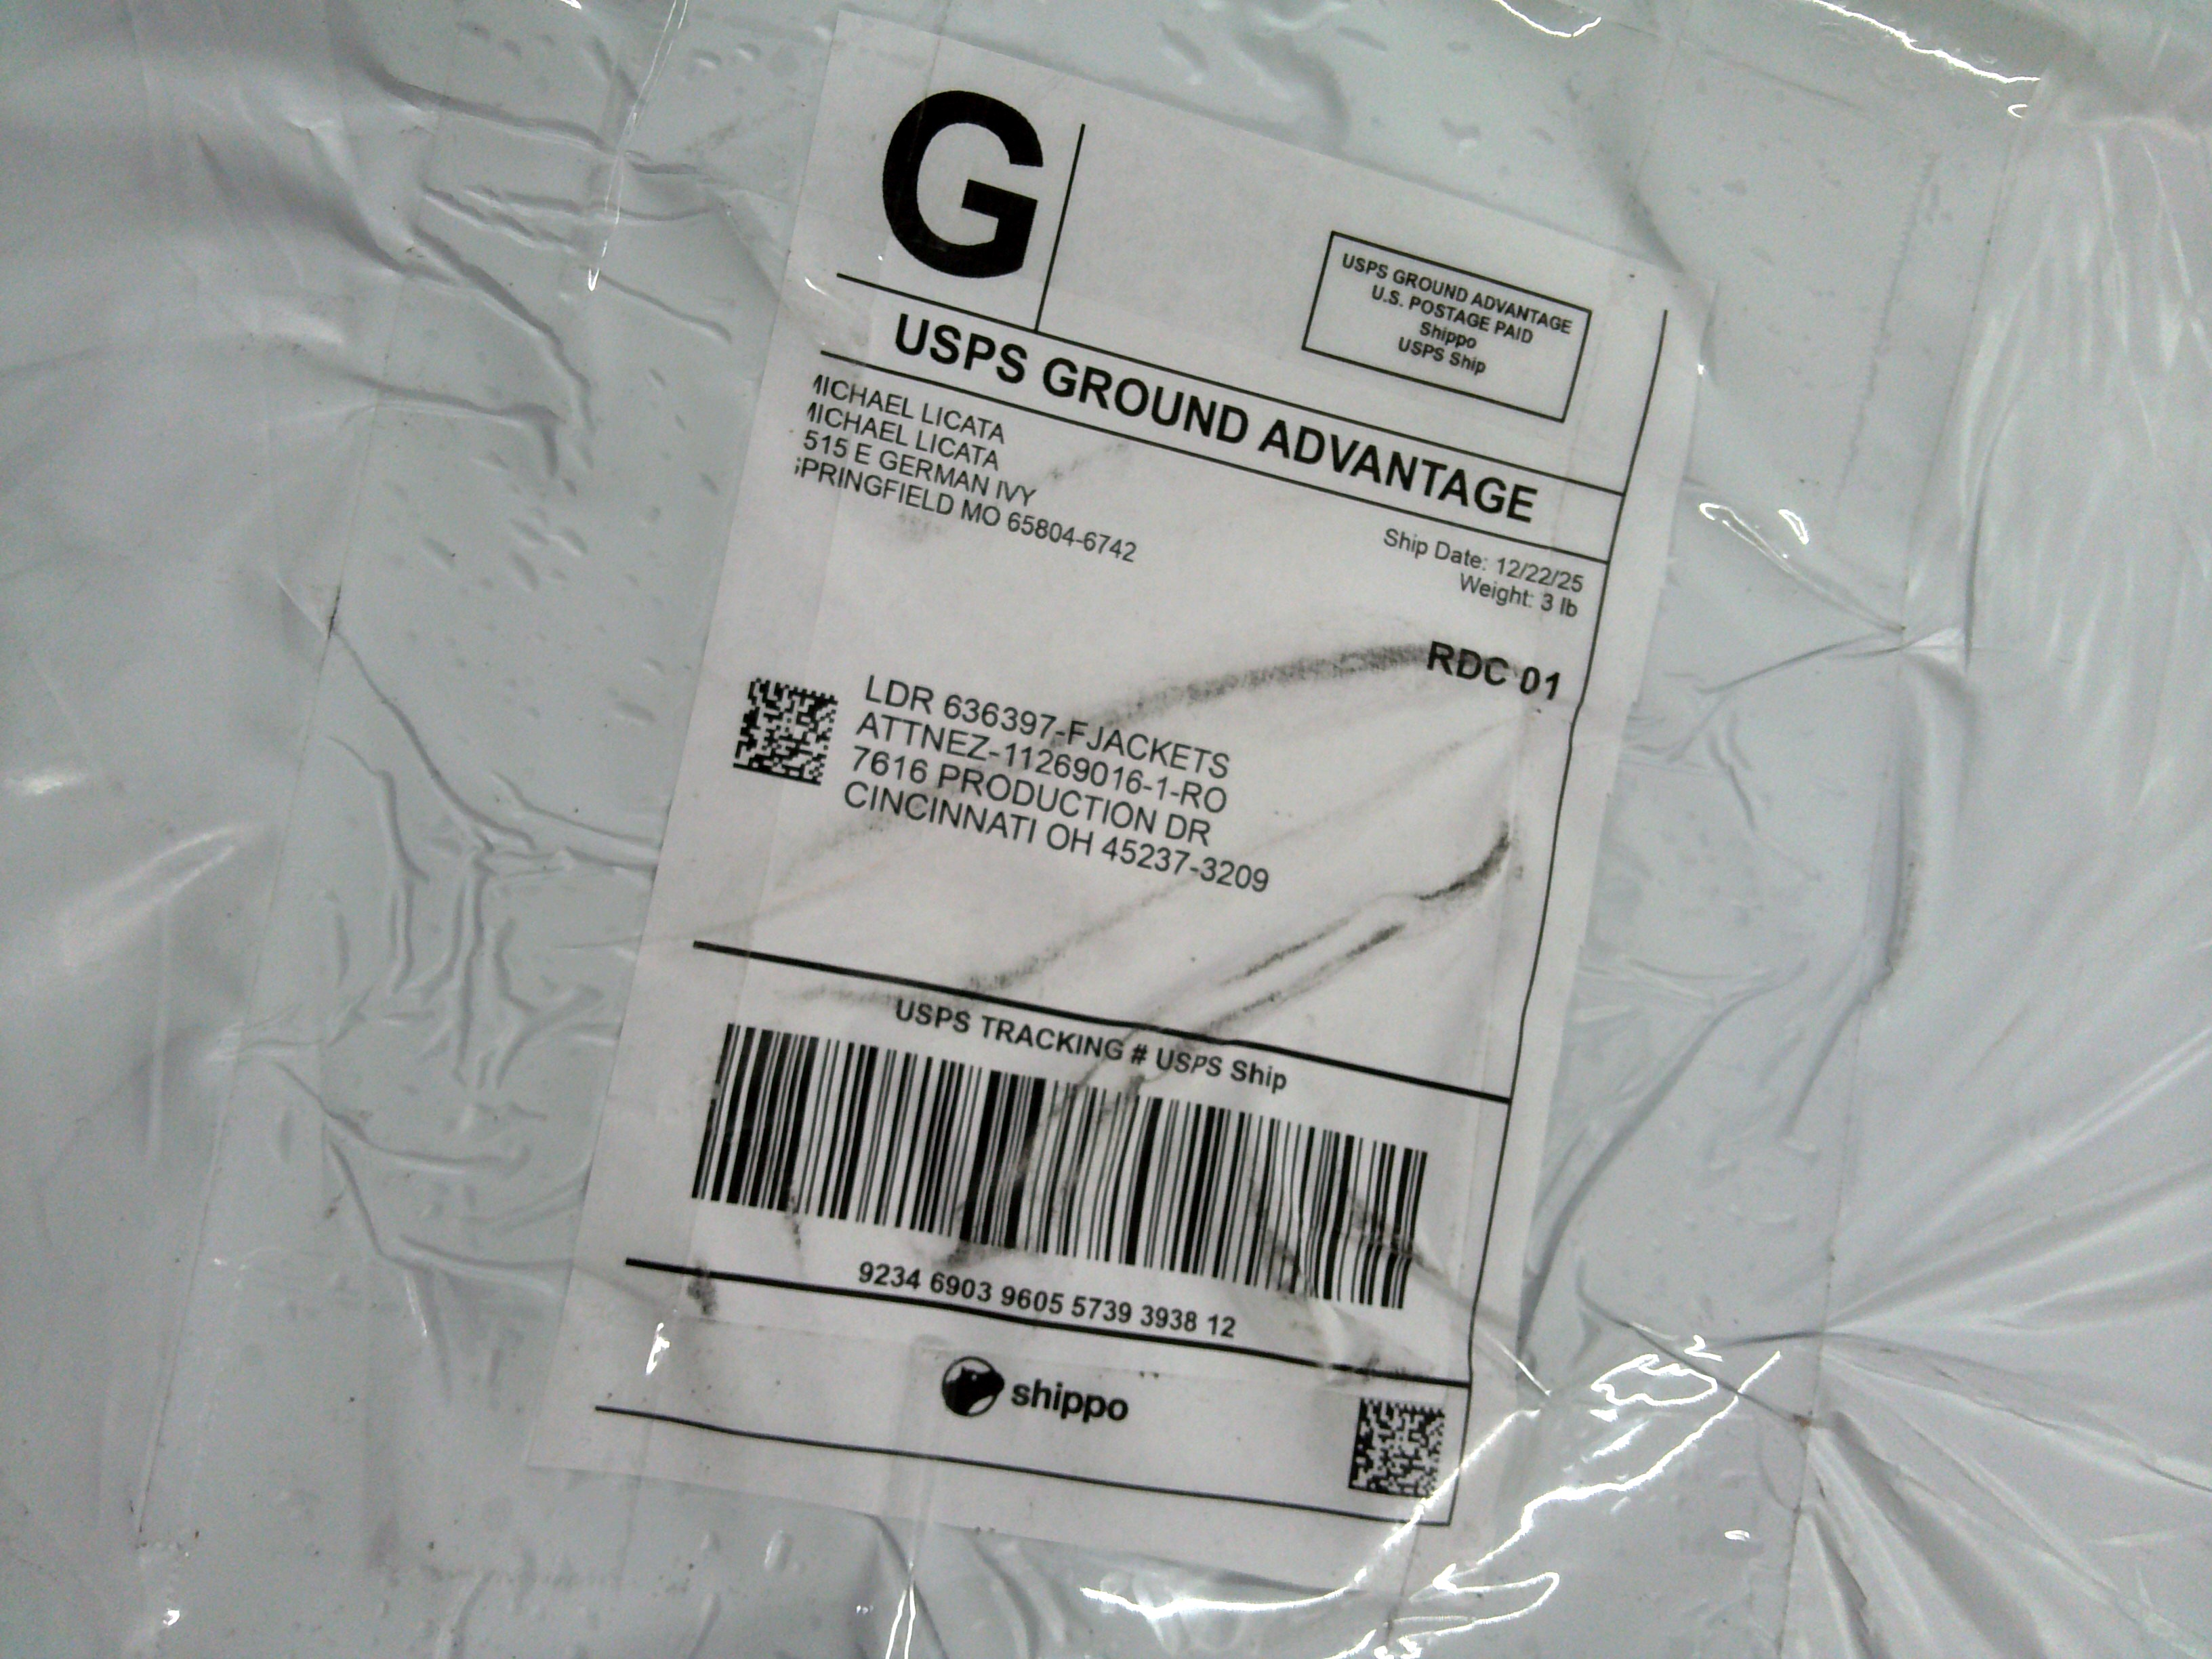 G
USPS GROUND ADVANTAGE
U.S. POSTAGE PAID
Shippo
USPS Ship
USPS GROUND ADVANTAGE
MICHAEL LICATA
MICHAEL LICATA
515 E GERMAN IVY
SPRINGFIELD MO 65804-6742
Ship Date: 12/22/25
Weight: 3 lb
RDC 01
LDR 636397-FJACKETS
ATTNEZ-11269016-1-RO
7616 PRODUCTION DR
CINCINNATI OH 45237-3209
USPS TRACKING # USPS Ship
9234 6903 9605 5739 3938 12
shippo